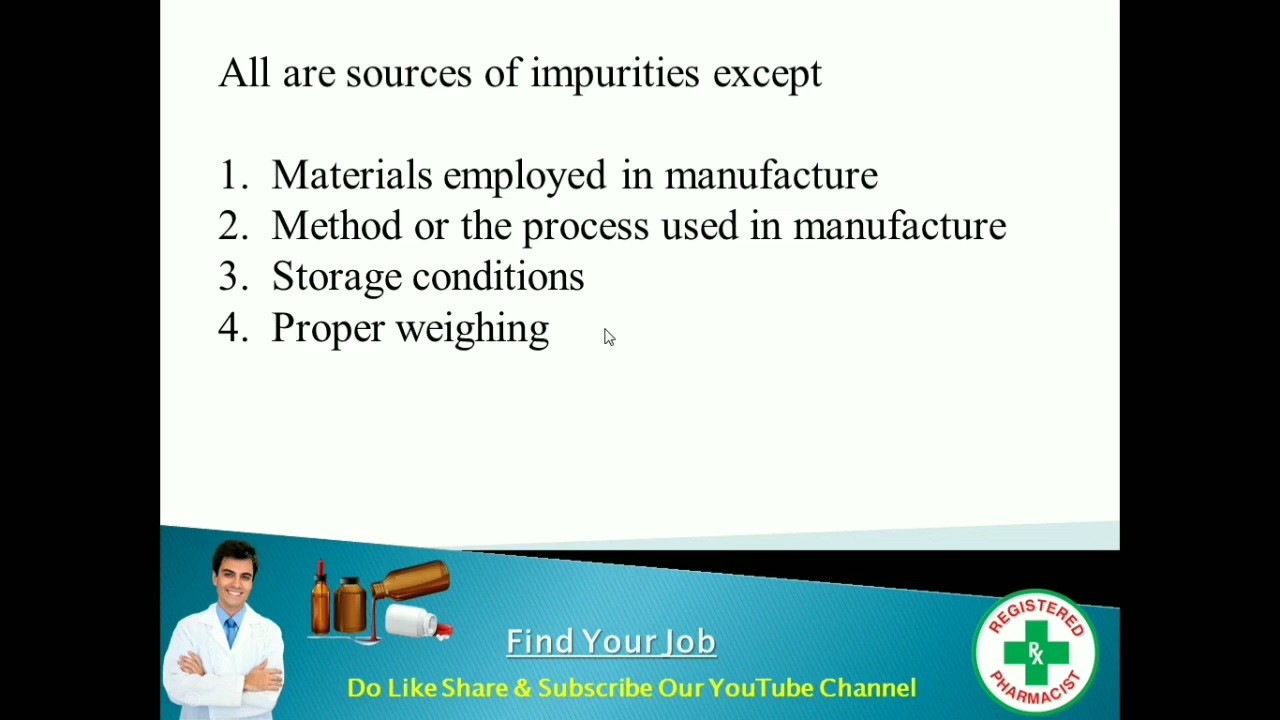 All are sources of impurities except
1. Materials employed in manufacture
2. Method or the process used in manufacture
3. Storage conditions
4. Proper weighing
Find Your Job
Do Like Share & Subscribe Our YouTube Channel
REGISTERED
Rx
PHARMACIST